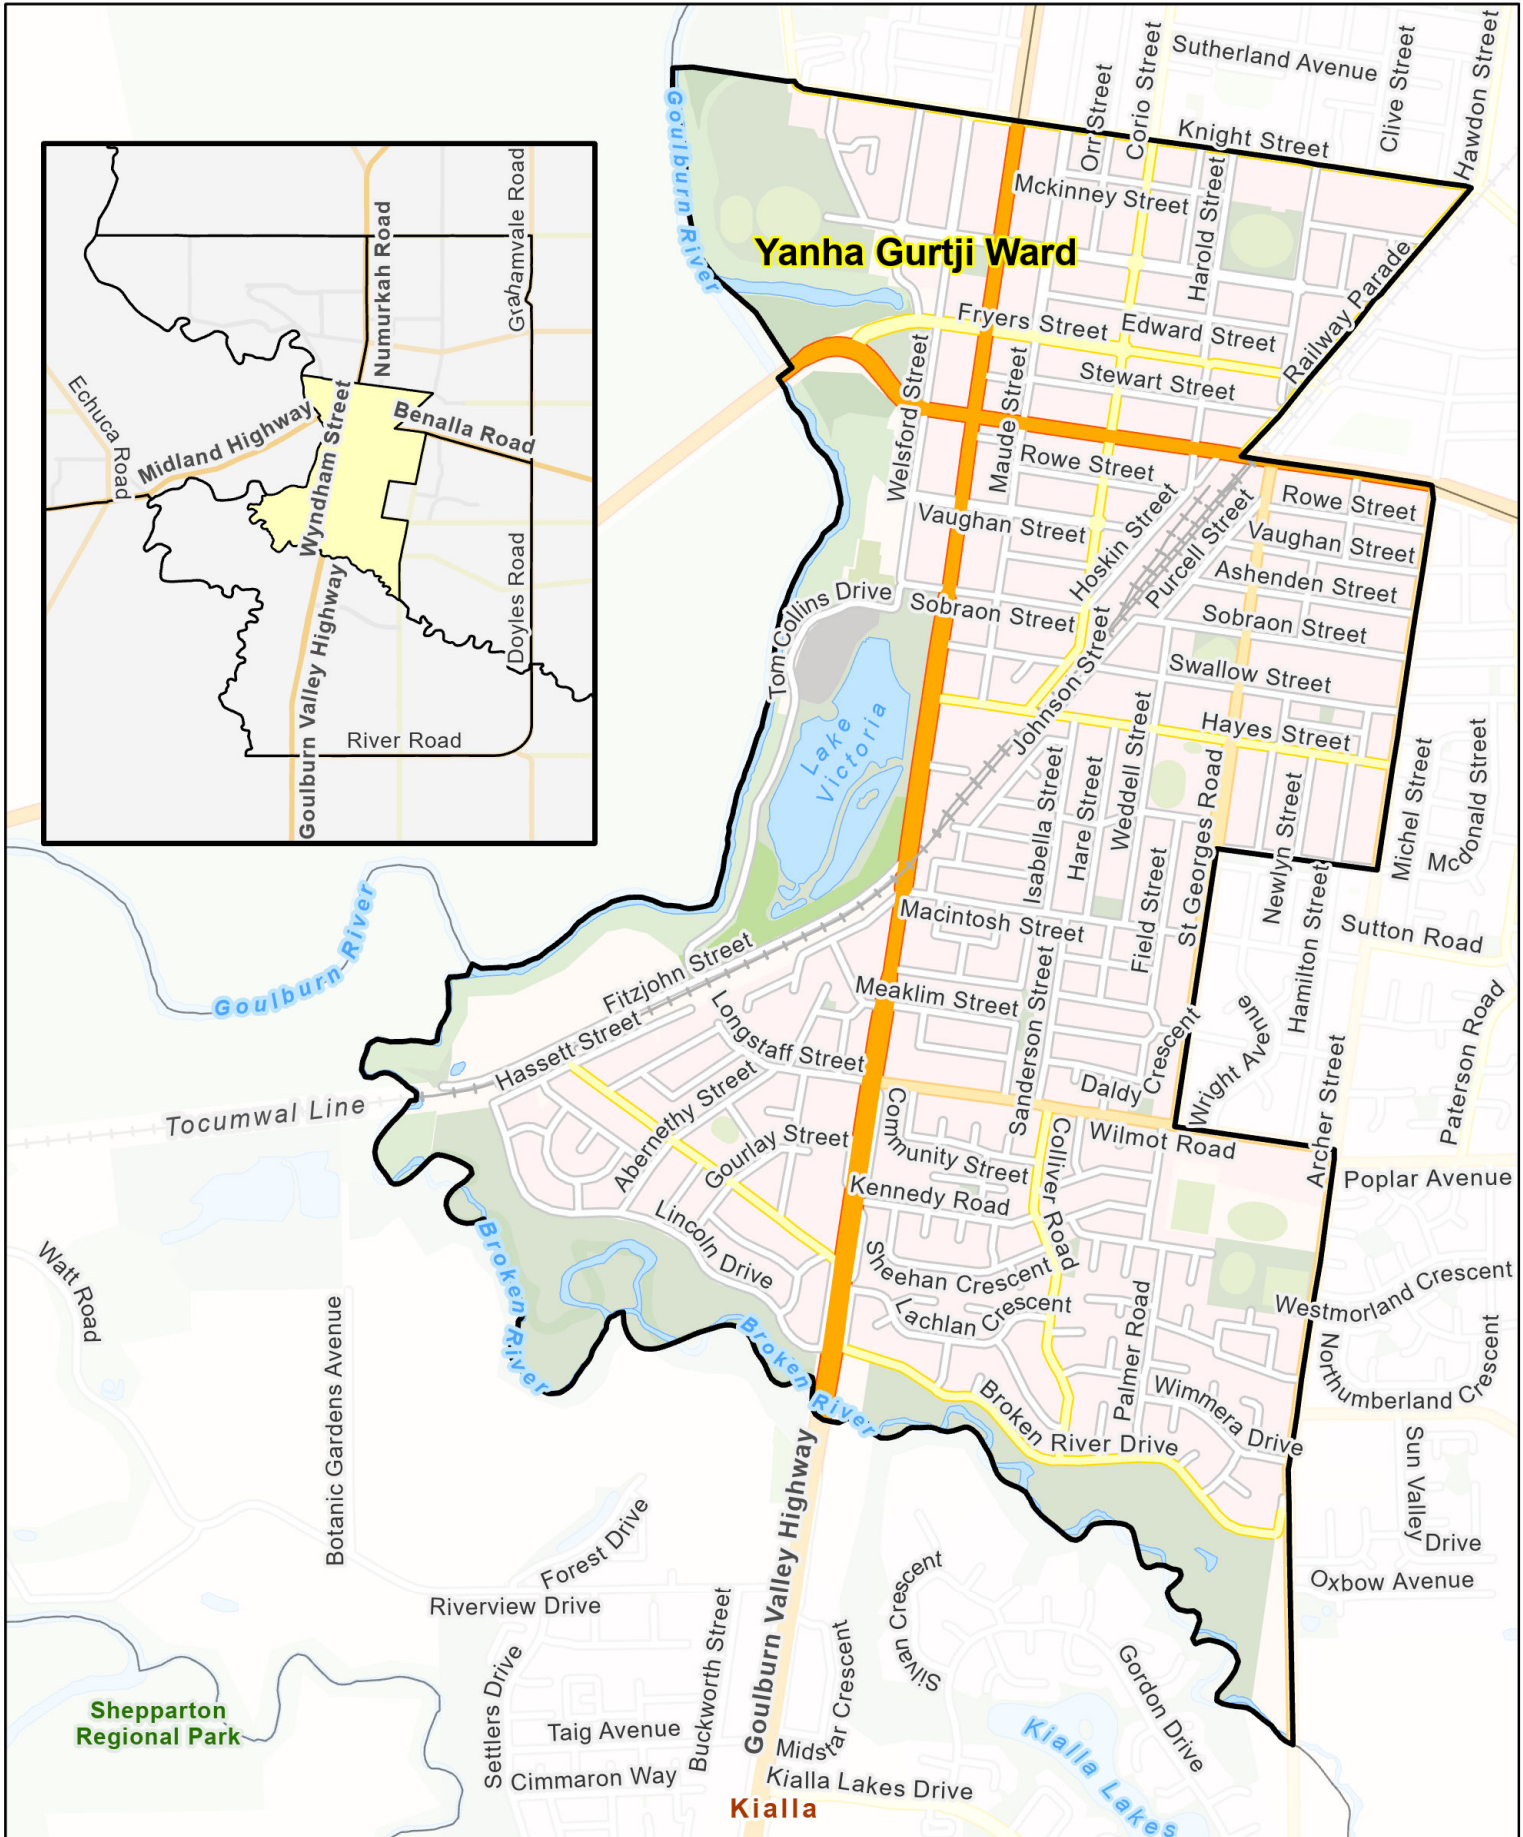 Sutherland Avenue
Clive Street
Hawdon Street
Orr Street
Corio Street
Knight Street
Goulburn River
Mckinney Street
Harold Street
Yanha Gurtji Ward
Railway Parade
Fryers Street
Edward Street
Stewart Street
Welsford Street
Maude Street
Rowe Street
Rowe Street
Vaughan Street
Hoskin Street
Purcell Street
Vaughan Street
Ashenden Street
Tom Collins Drive
Sobraon Street
Sobraon Street
Swallow Street
Johnson Street
Lake
Victoria
Hayes Street
Isabella Street
Hare Street
Weddell Street
St Georges Road
Newlyn Street
Michel Street
Mcdonald Street
Macintosh Street
Field Street
Hamilton Street
Sutton Road
Goulburn River
Fitzjohn Street
Meaklim Street
Sanderson Street
Hassett Street
Longstaff Street
Daldy Crescent
Wright Avenue
Archer Street
Paterson Road
Tocumwal Line
Abernethy Street
Community Street
Colliver Road
Wilmot Road
Gourlay Street
Kennedy Road
Poplar Avenue
Lincoln Drive
Broken River
Sheehan Crescent
Lachlan Crescent
Palmer Road
Westmorland Crescent
Northumberland Crescent
Watt Road
Botanic Gardens Avenue
Broken River
Broken River Drive
Wimmera Drive
Sun Valley Drive
Oxbow Avenue
Goulburn Valley Highway
Forest Drive
Riverview Drive
Silvan Crescent
Gordon Drive
Settlers Drive
Buckworth Street
Midstar Crescent
Shepparton
Regional Park
Taig Avenue
Cimmaron Way
Kialla Lakes Drive
Kialla Lakes
Kialla
Numurkah Road
Grahamvale Road
Echuca Road
Midland Highway
Wyndham Street
Benalla Road
Doyles Road
Goulburn Valley Highway
River Road